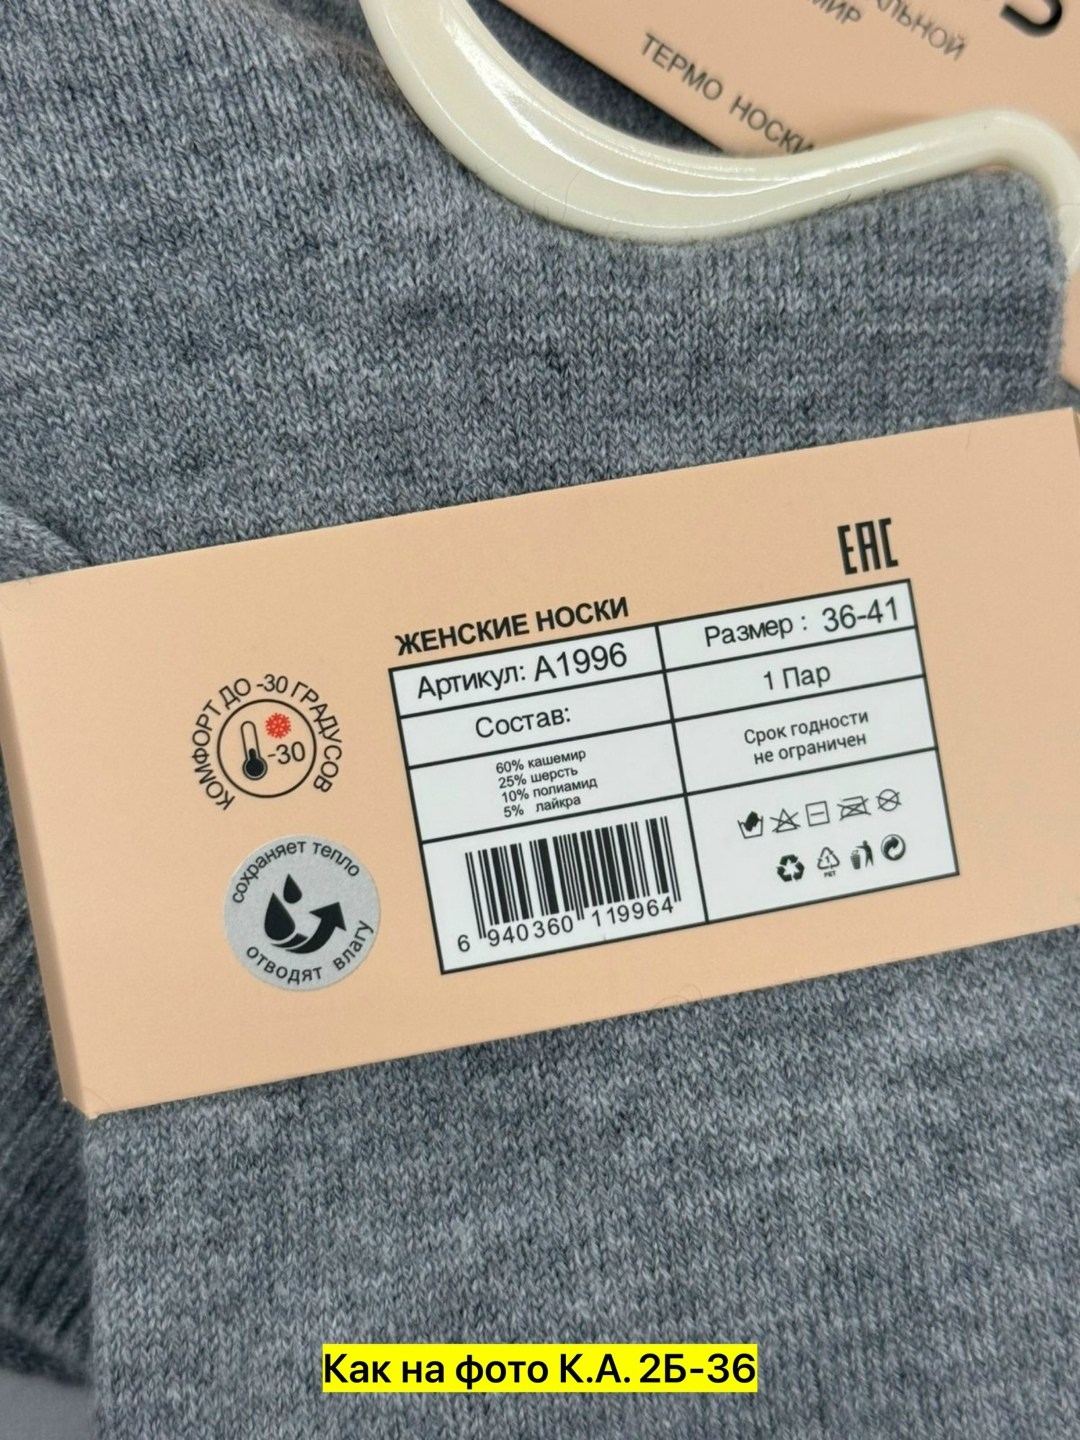 ТЕРМО НОСКИ
ЖЕНСКИЕ НОСКИ
EAC
Артикул: A1996
Размер : 36-41
Состав:
1 Пар
60% кашемир
25% шерсть
10% полиамид
5% лайкра
Срок годности
не ограничен
6 940360 119964
PET
КОМФОРТ ДО -30 ГРАДУСОВ
-30
сохраняет тепло
отводят влагу
Как на фото К.А. 2Б-36